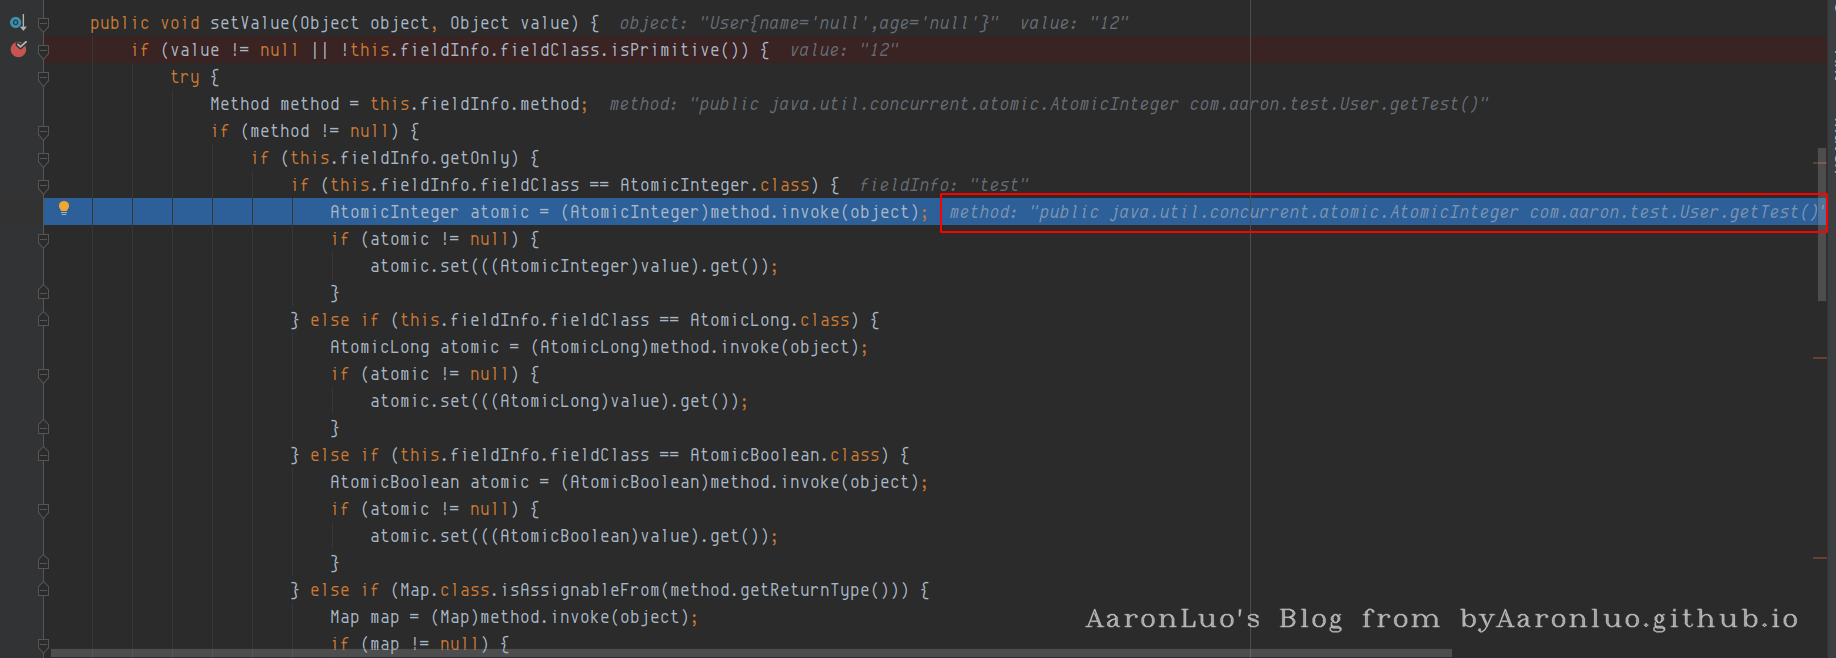 public void setValue(Object object, Object value) {  object: "User{name='null',age='null'}"  value: "12"
if (value != null || !this.fieldInfo.fieldClass.isPrimitive()) {  value: "12"
try {
Method method = this.fieldInfo.method;  method: "public java.util.concurrent.atomic.AtomicInteger com.aaron.test.User.getTest()"
if (method != null) {
if (this.fieldInfo.getOnly) {
if (this.fieldInfo.fieldClass == AtomicInteger.class) {  fieldInfo: "test"
AtomicInteger atomic = (AtomicInteger)method.invoke(object);  method: "public java.util.concurrent.atomic.AtomicInteger com.aaron.test.User.getTest()"
if (atomic != null) {
atomic.set(((AtomicInteger)value).get());
}
} else if (this.fieldInfo.fieldClass == AtomicLong.class) {
AtomicLong atomic = (AtomicLong)method.invoke(object);
if (atomic != null) {
atomic.set(((AtomicLong)value).get());
}
} else if (this.fieldInfo.fieldClass == AtomicBoolean.class) {
AtomicBoolean atomic = (AtomicBoolean)method.invoke(object);
if (atomic != null) {
atomic.set(((AtomicBoolean)value).get());
}
} else if (Map.class.isAssignableFrom(method.getReturnType())) {
Map map = (Map)method.invoke(object);
if (map != null) {
AaronLuo's Blog from byAaronluo.github.io